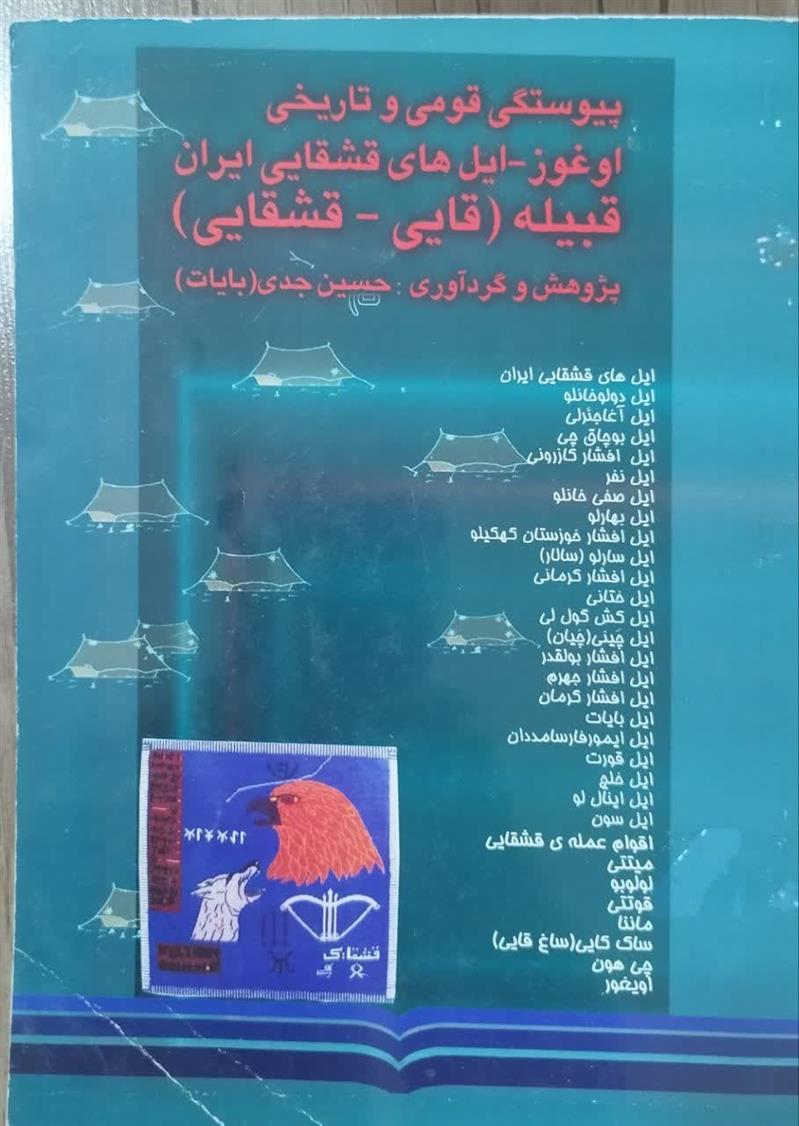 پیوستگی قومی و تاریخی
اوغوز-ایل های قشقایی ایران
قبیله (قایی - قشقایی)
پژوهش و گردآوری : حسین جدی(بایات)
ایل های قشقایی ایران
ایل دولوخانلو
ایل آغاجئرلی
ایل بوچاق چی
ایل افشار کازرونی
ایل نفر
ایل صفی خانلو
ایل بهارلو
ایل افشار خوزستان کهکیلو
ایل سارلو (سالار)
ایل افشار کرمانی
ایل ختانی
ایل کش کول لی
ایل چینی(چیان)
ایل افشار بولقدر
ایل افشار جهرم
ایل افشار کرمان
ایل بایات
ایل ایمورفارسامددان
ایل قورت
ایل خلج
ایل اینال لو
ایل سون
اقوام عمله ی قشقایی
میتتی
لولوبو
قوتتی
ماننا
ساک کایی(ساغ قایی)
چی هون
اویغور